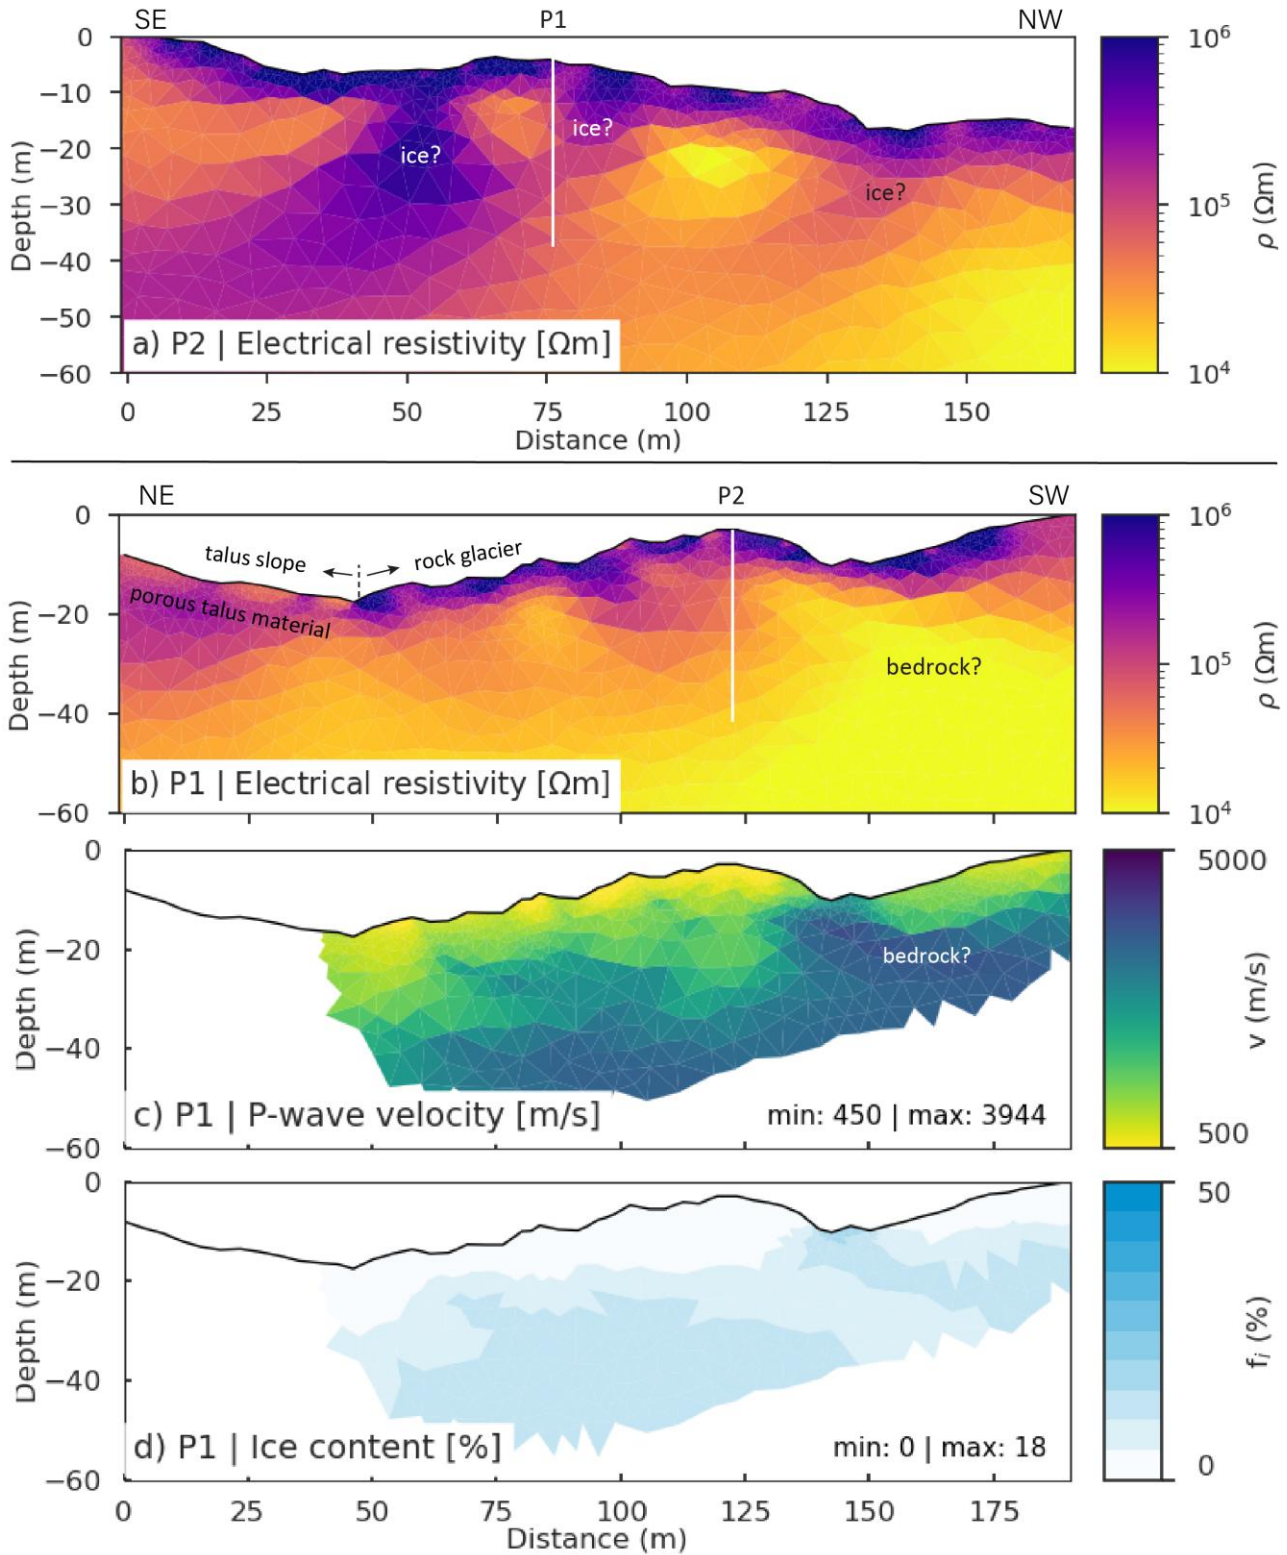 SE P1 NW
0
−10
−20
−30
−40
−50
−60
Depth (m)
ice?
ice?
ice?
a) P2 | Electrical resistivity [Ωm]
10⁶
10⁵
10⁴
ρ (Ωm)
0 25 50 75 100 125 150
Distance (m)
NE P2 SW
0
−20
−40
−60
Depth (m)
talus slope
rock glacier
porous talus material
bedrock?
b) P1 | Electrical resistivity [Ωm]
10⁶
10⁵
10⁴
ρ (Ωm)
0
−20
−40
−60
Depth (m)
bedrock?
c) P1 | P-wave velocity [m/s]
min: 450 | max: 3944
5000
500
v (m/s)
0
−20
−40
−60
Depth (m)
d) P1 | Ice content [%]
min: 0 | max: 18
50
0
fᵢ (%)
0 25 50 75 100 125 150 175
Distance (m)